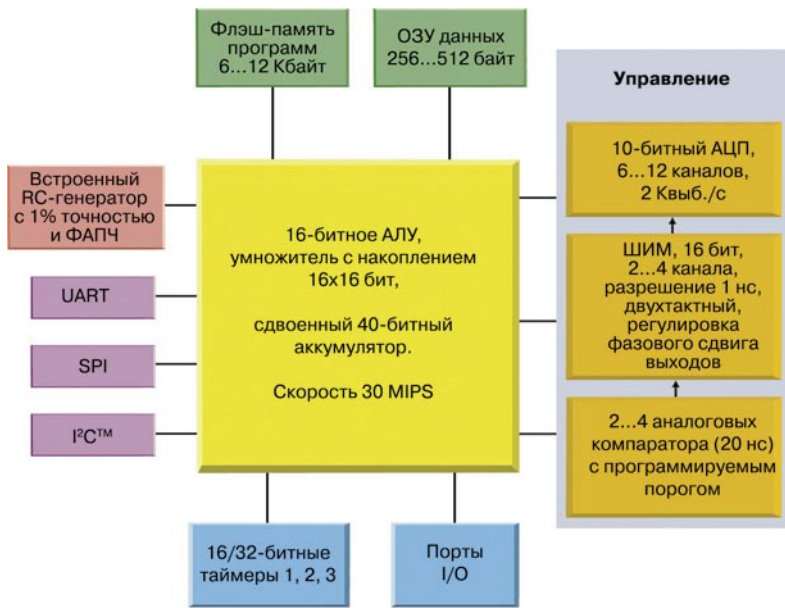 Флэш-память
программ
6...12 Кбайт
ОЗУ данных
256...512 байт
Управление
10-битный АЦП,
6...12 каналов,
2 Квыб./с
Встроенный
RC-генератор
с 1% точностью
и ФАПЧ
16-битное АЛУ,
умножитель с накоплением
16x16 бит,
сдвоенный 40-битный
аккумулятор.
Скорость 30 MIPS
ШИМ, 16 бит,
2...4 канала,
разрешение 1 нс,
двухтактный,
регулировка
фазового сдвига
выходов
UART
SPI
I²C™
2...4 аналоговых
компаратора (20 нс)
с программируемым
порогом
16/32-битные
таймеры 1, 2, 3
Порты
I/O